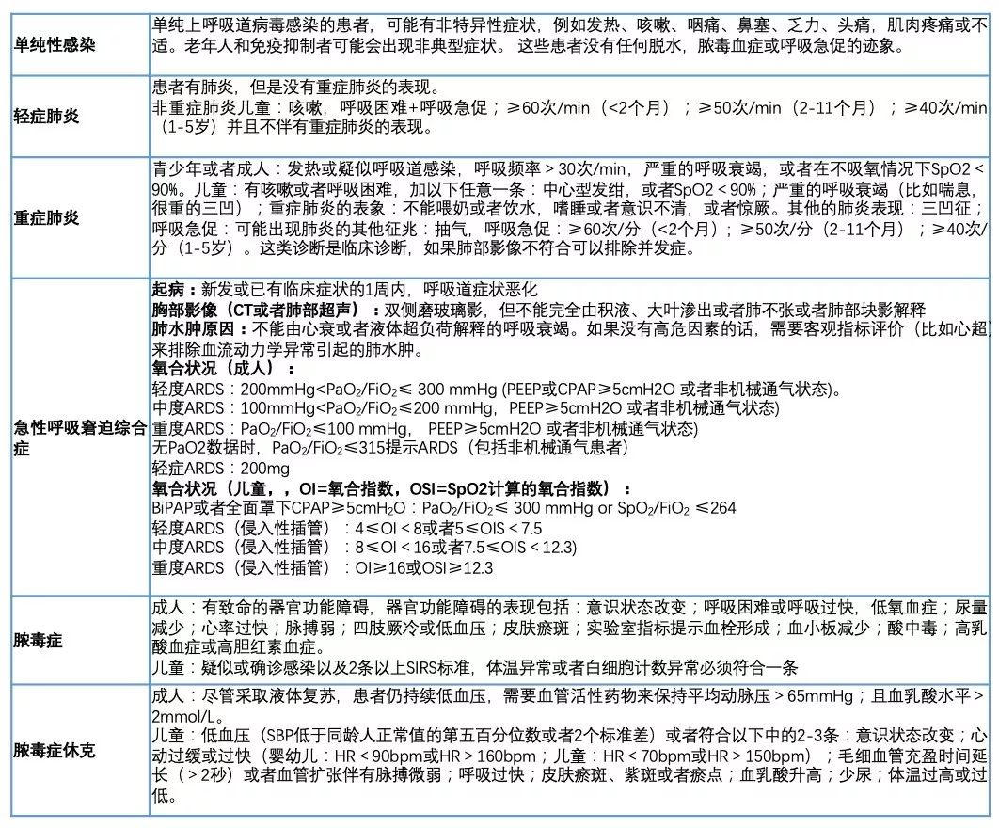 单纯性感染
单纯上呼吸道病毒感染的患者，可能有非特异性症状，例如发热、咳嗽、咽痛、鼻塞、乏力、头痛，肌肉疼痛或不
适。老年人和免疫抑制者可能会出现非典型症状。 这些患者没有任何脱水，脓毒血症或呼吸急促的迹象。
轻症肺炎
患者有肺炎，但是没有重症肺炎的表现。
非重症肺炎儿童：咳嗽，呼吸困难+呼吸急促；≥60次/min（<2个月）；≥50次/min（2-11个月）；≥40次/min
（1-5岁）并且不伴有重症肺炎的表现。
重症肺炎
青少年或者成人：发热或疑似呼吸道感染，呼吸频率＞30次/min，严重的呼吸衰竭，或者在不吸氧情况下SpO2＜
90%。儿童：有咳嗽或者呼吸困难，加以下任意一条：中心型发绀，或者SpO2＜90%；严重的呼吸衰竭（比如喘息，
很重的三凹）；重症肺炎的表象：不能喂奶或者饮水，嗜睡或者意识不清，或者惊厥。其他的肺炎表现：三凹征；
呼吸急促：可能出现肺炎的其他征兆：抽气，呼吸急促：≥60次/分（<2个月）；≥50次/分（2-11个月）；≥40次/
分（1-5岁）。这类诊断是临床诊断，如果肺部影像不符合可以排除并发症。
急性呼吸窘迫综合
症
起病：新发或已有临床症状的1周内，呼吸道症状恶化
胸部影像（CT或者肺部超声）：双侧磨玻璃影，但不能完全由积液、大叶渗出或者肺不张或者肺部块影解释
肺水肿原因：不能由心衰或者液体超负荷解释的呼吸衰竭。如果没有高危因素的话，需要客观指标评价（比如心超）
来排除血流动力学异常引起的肺水肿。
氧合状况（成人）：
轻度ARDS：200mmHg<PaO₂/FiO₂≤ 300 mmHg (PEEP或CPAP≥5cmH2O 或者非机械通气状态)。
中度ARDS：100mmHg<PaO₂/FiO₂≤200 mmHg，PEEP≥5cmH2O 或者非机械通气状态)
重度ARDS：PaO₂/FiO₂≤100 mmHg， PEEP≥5cmH2O 或者非机械通气状态)
无PaO2数据时，PaO₂/FiO₂≤315提示ARDS（包括非机械通气患者）
轻症ARDS：200mg
氧合状况（儿童，，OI=氧合指数，OSI=SpO2计算的氧合指数）：
BiPAP或者全面罩下CPAP≥5cmH₂O：PaO₂/FiO₂≤ 300 mmHg or SpO₂/FiO₂ ≤264
轻度ARDS（侵入性插管）：4≤OI＜8或者5≤OIS＜7.5
中度ARDS（侵入性插管）：8≤OI＜16或者7.5≤OIS＜12.3)
重度ARDS（侵入性插管）：OI≥16或OSI≥12.3
脓毒症
成人：有致命的器官功能障碍，器官功能障碍的表现包括：意识状态改变；呼吸困难或呼吸过快，低氧血症；尿量
减少；心率过快；脉搏弱；四肢厥冷或低血压；皮肤瘀斑；实验室指标提示血栓形成；血小板减少；酸中毒；高乳
酸血症或高胆红素血症。
儿童：疑似或确诊感染以及2条以上SIRS标准，体温异常或者白细胞计数异常必须符合一条
脓毒症休克
成人：尽管采取液体复苏，患者仍持续低血压，需要血管活性药物来保持平均动脉压＞65mmHg；且血乳酸水平＞
2mmol/L。
儿童：低血压（SBP低于同龄人正常值的第五百分位数或者2个标准差）或者符合以下中的2-3条：意识状态改变；心
动过缓或过快（婴幼儿：HR＜90bpm或HR＞160bpm；儿童：HR＜70bpm或HR＞150bpm）；毛细血管充盈时间延
长（＞2秒）或者血管扩张伴有脉搏微弱；呼吸过快；皮肤瘀斑、紫斑或者瘀点；血乳酸升高；少尿；体温过高或过
低。